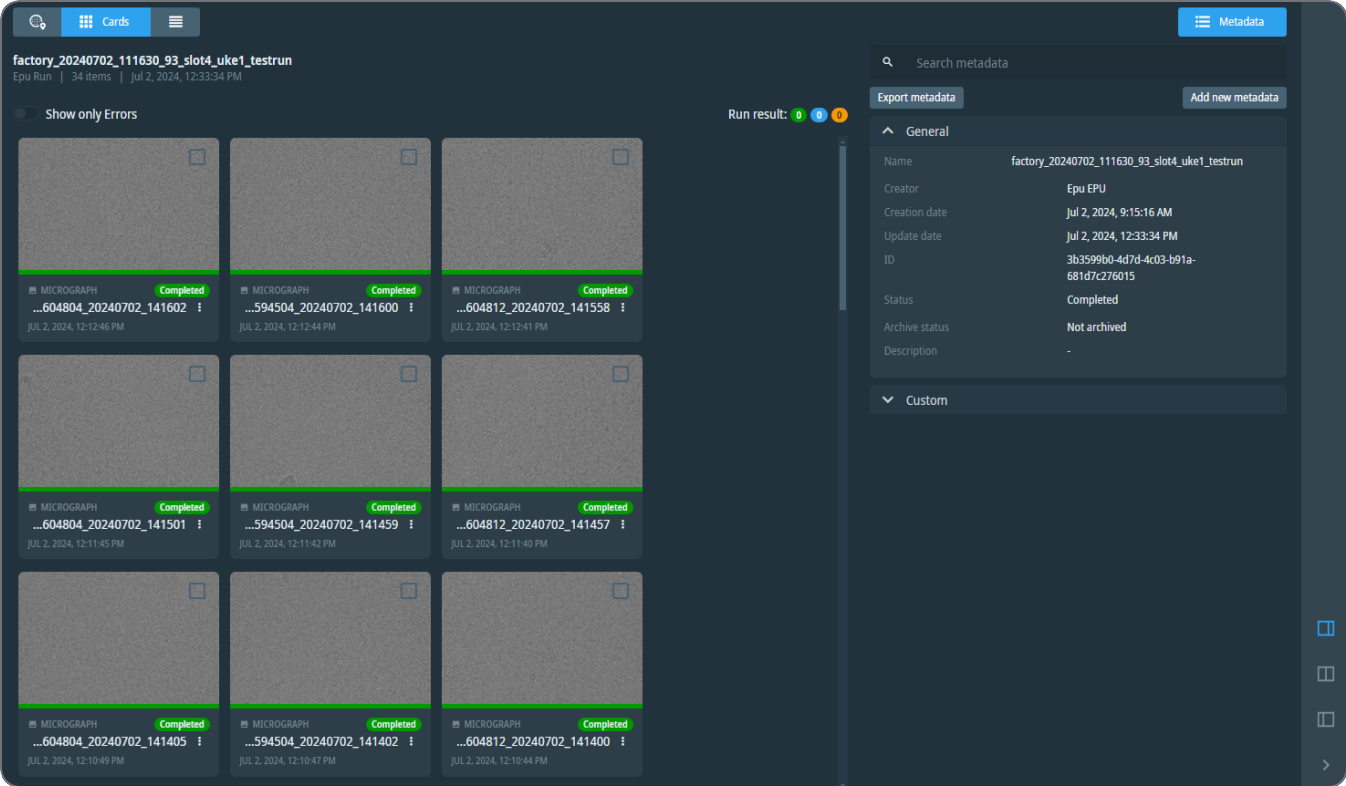 Cards
Metadata
factory_20240702_111630_93_slot4_uke1_testrun
Epu Run | 34 items | Jul 2, 2024, 12:33:34 PM
Show only Errors
Run result: 0 0 0
MICROGRAPH Completed
...604804_20240702_141602
JUL 2, 2024, 12:12:46 PM
MICROGRAPH Completed
...594504_20240702_141600
JUL 2, 2024, 12:12:44 PM
MICROGRAPH Completed
...604812_20240702_141558
JUL 2, 2024, 12:12:41 PM
MICROGRAPH Completed
...604804_20240702_141501
JUL 2, 2024, 12:11:45 PM
MICROGRAPH Completed
...594504_20240702_141459
JUL 2, 2024, 12:11:42 PM
MICROGRAPH Completed
...604812_20240702_141457
JUL 2, 2024, 12:11:40 PM
MICROGRAPH Completed
...604804_20240702_141405
JUL 2, 2024, 12:10:49 PM
MICROGRAPH Completed
...594504_20240702_141402
JUL 2, 2024, 12:10:47 PM
MICROGRAPH Completed
...604812_20240702_141400
JUL 2, 2024, 12:10:44 PM
Search metadata
Export metadata
Add new metadata
General
Name factory_20240702_111630_93_slot4_uke1_testrun
Creator Epu EPU
Creation date Jul 2, 2024, 9:15:16 AM
Update date Jul 2, 2024, 12:33:34 PM
ID 3b3599b0-4d7d-4c03-b91a-
681d7c276015
Status Completed
Archive status Not archived
Description -
Custom